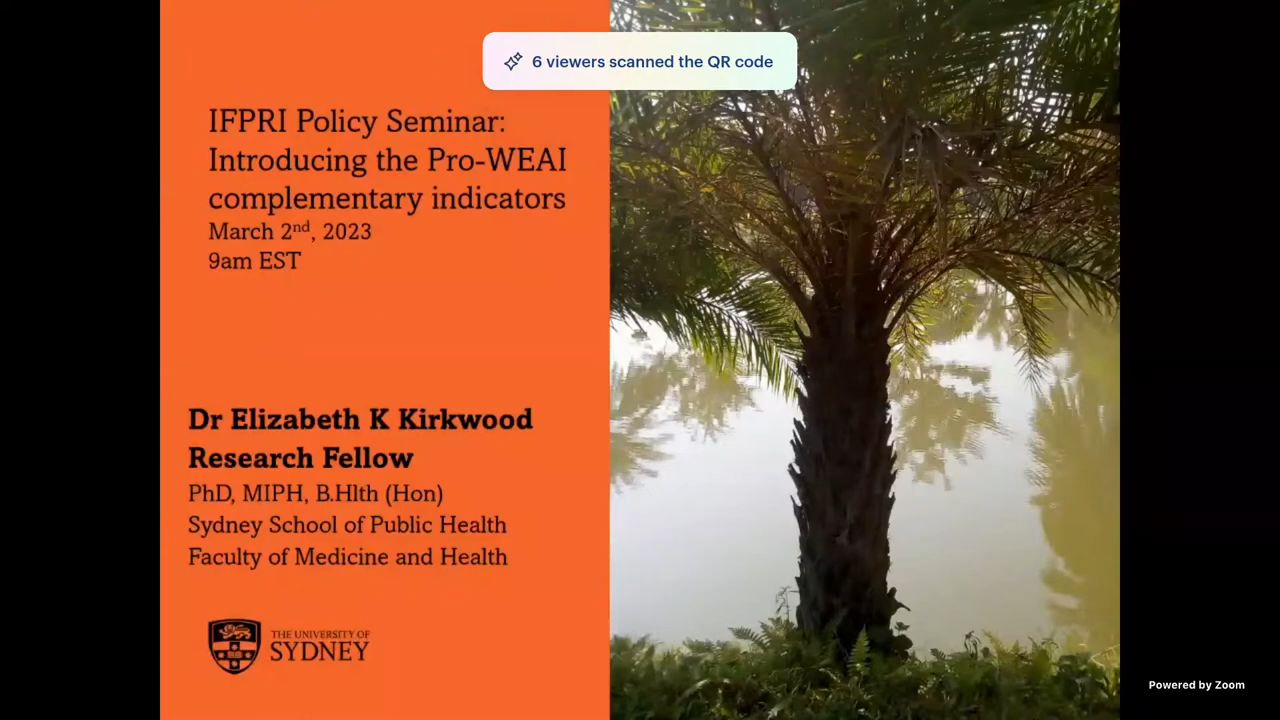 6 viewers scanned the QR code
IFPRI Policy Seminar:
Introducing the Pro-WEAI
complementary indicators
March 2nd, 2023
9am EST
Dr Elizabeth K Kirkwood
Research Fellow
PhD, MIPH, B.Hlth (Hon)
Sydney School of Public Health
Faculty of Medicine and Health
THE UNIVERSITY OF
SYDNEY
Powered by Zoom